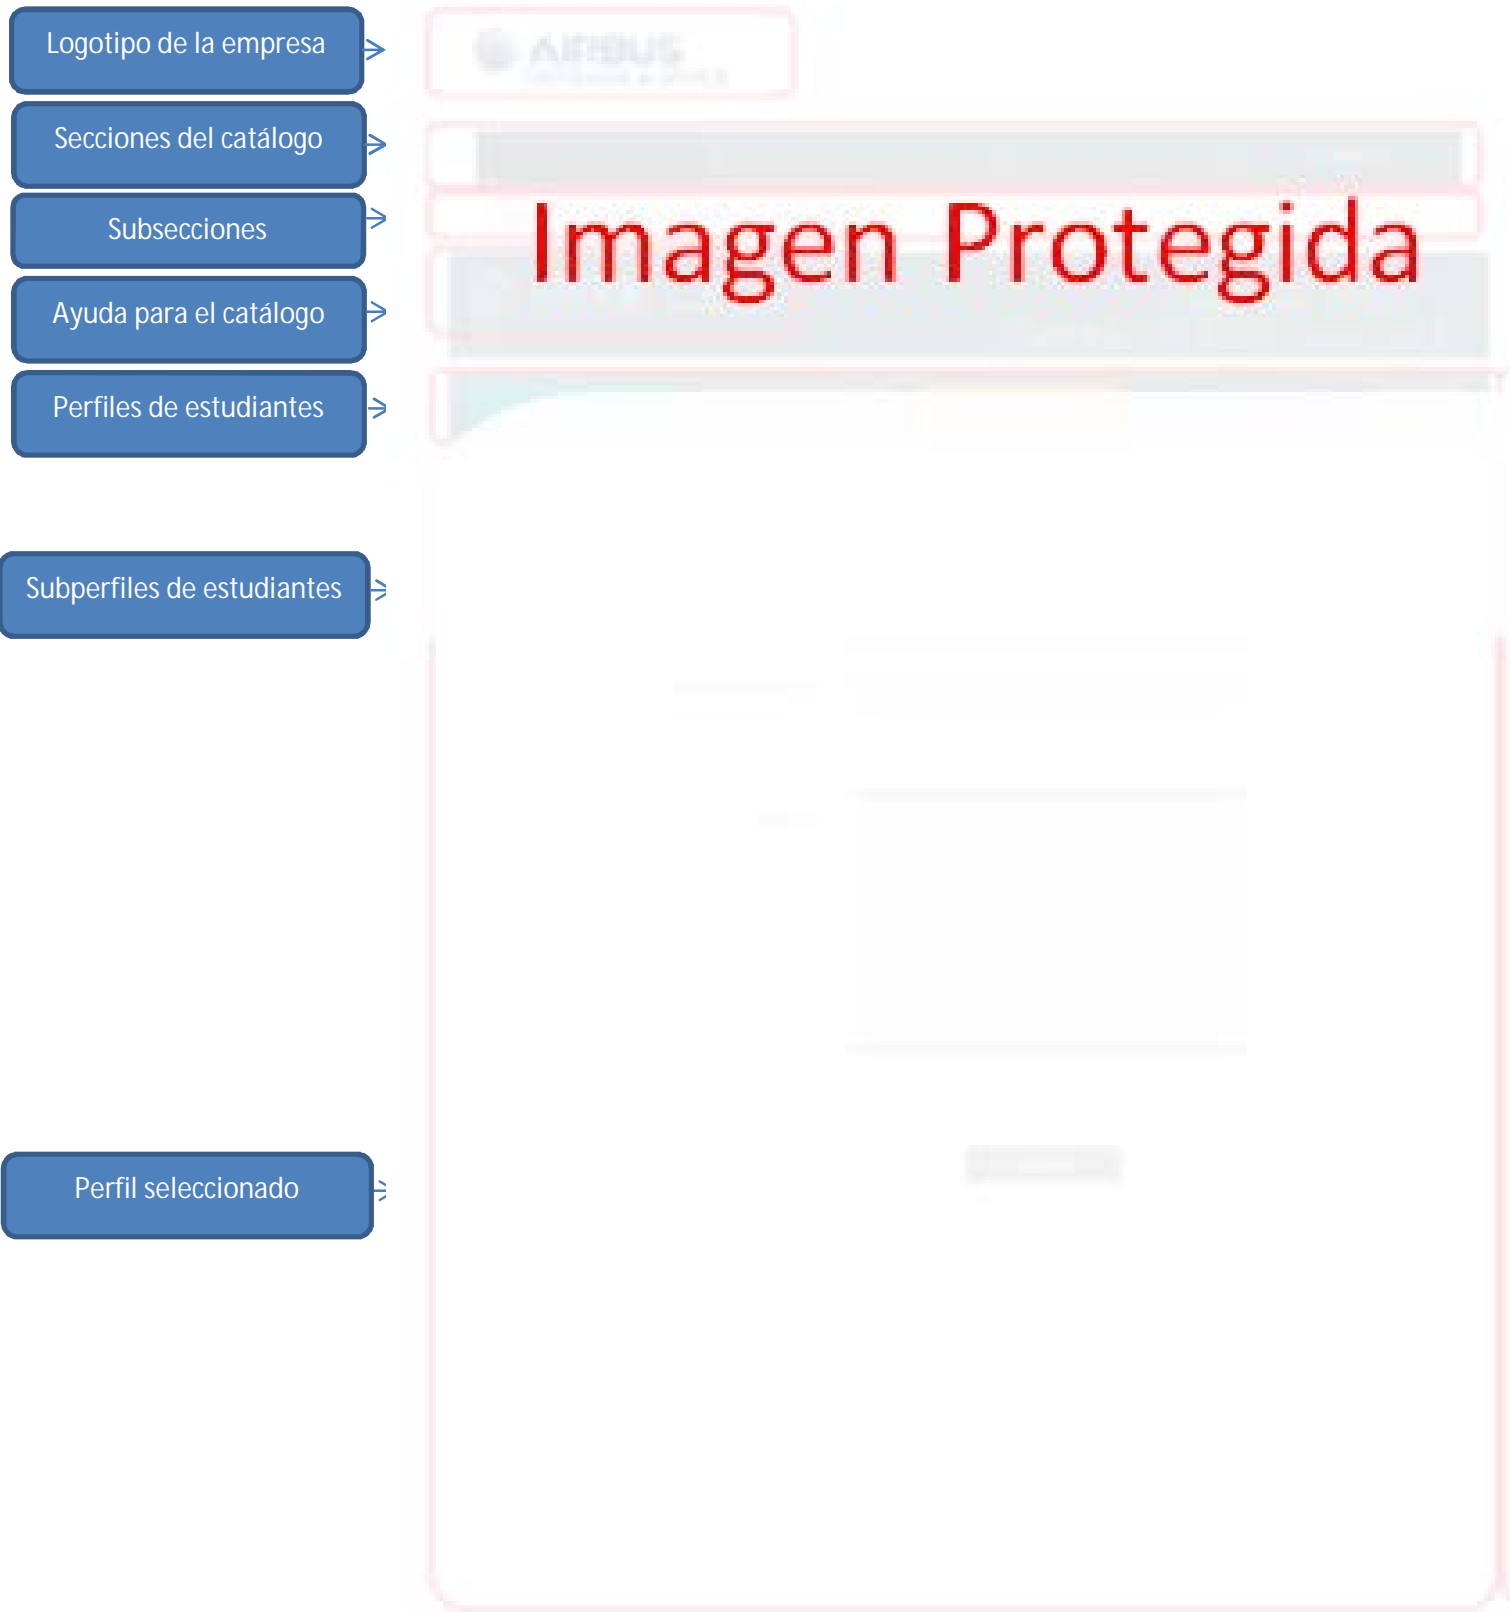 Logotipo de la empresa
AIRBUS
Secciones del catálogo
Subsecciones
Imagen Protegida
Ayuda para el catálogo
Perfiles de estudiantes
Subperfiles de estudiantes
Perfil seleccionado